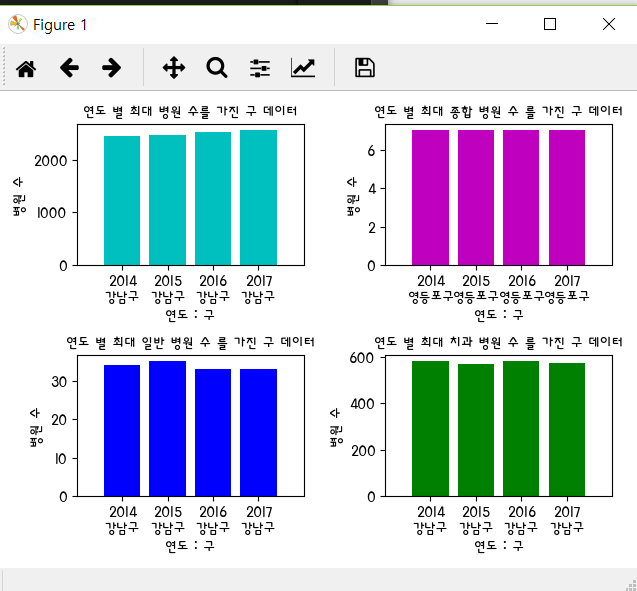 Figure 1
연도 별 최대 병원 수를 가진 구 데이터
병원 수
2000
1000
0
2014 2015 2016 2017
강남구 강남구 강남구 강남구
연도 : 구
연도 별 최대 종합 병원 수 를 가진 구 데이터
병원 수
6
4
2
0
2014 2015 2016 2017
영등포구영등포구영등포구영등포구
연도 : 구
연도 별 최대 일반 병원 수 를 가진 구 데이터
병원 수
30
20
10
0
2014 2015 2016 2017
강남구 강남구 강남구 강남구
연도 : 구
연도 별 최대 치과 병원 수 를 가진 구 데이터
병원 수
600
400
200
0
2014 2015 2016 2017
강남구 강남구 강남구 강남구
연도 : 구